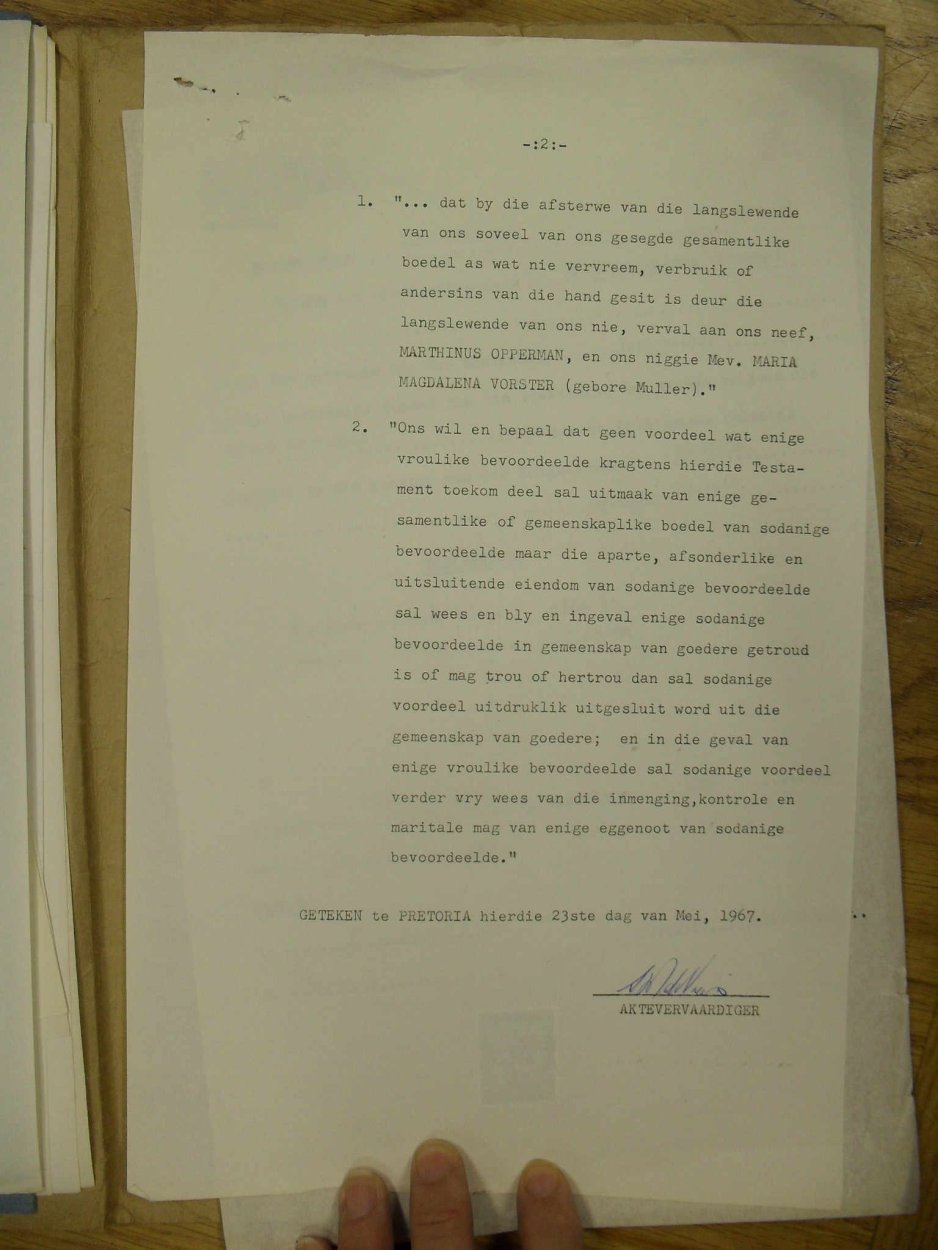 -:2:-
1. "... dat by die afsterwe van die langslewende
van ons soveel van ons gesegde gesamentlike
boedel as wat nie vervreem, verbruik of
andersins van die hand gesit is deur die
langslewende van ons nie, verval aan ons neef,
MARTHINUS OPPERMAN, en ons niggie Mev. MARIA
MAGDALENA VORSTER (gebore Muller)."
2. "Ons wil en bepaal dat geen voordeel wat enige
vroulike bevoordeelde kragtens hierdie Testa-
ment toekom deel sal uitmaak van enige ge-
samentlike of gemeenskaplike boedel van sodanige
bevoordeelde maar die aparte, afsonderlike en
uitsluitende eiendom van sodanige bevoordeelde
sal wees en bly en ingeval enige sodanige
bevoordeelde in gemeenskap van goedere getroud
is of mag trou of hertrou dan sal sodanige
voordeel uitdruklik uitgesluit word uit die
gemeenskap van goedere; en in die geval van
enige vroulike bevoordeelde sal sodanige voordeel
verder vry wees van die inmenging,kontrole en
maritale mag van enige eggenoot van sodanige
bevoordeelde."
GETEKEN te PRETORIA hierdie 23ste dag van Mei, 1967.
AKTEVERVAARDIGER